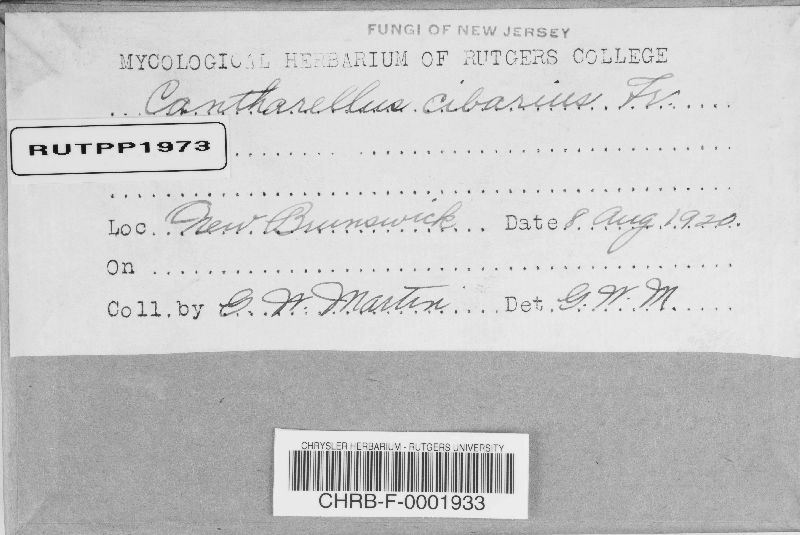 FUNGI OF NEW JERSEY
MYCOLOGICAL HERBARIUM OF RUTGERS COLLEGE
Cantharellus cibarius. Fr.
RUTPP1973
Loc. New Brunswick Date 8 Aug 1920.
On
Coll. by G. W. Martin Det. G. W. M.
CHRYSLER HERBARIUM - RUTGERS UNIVERSITY
CHRB-F-0001933